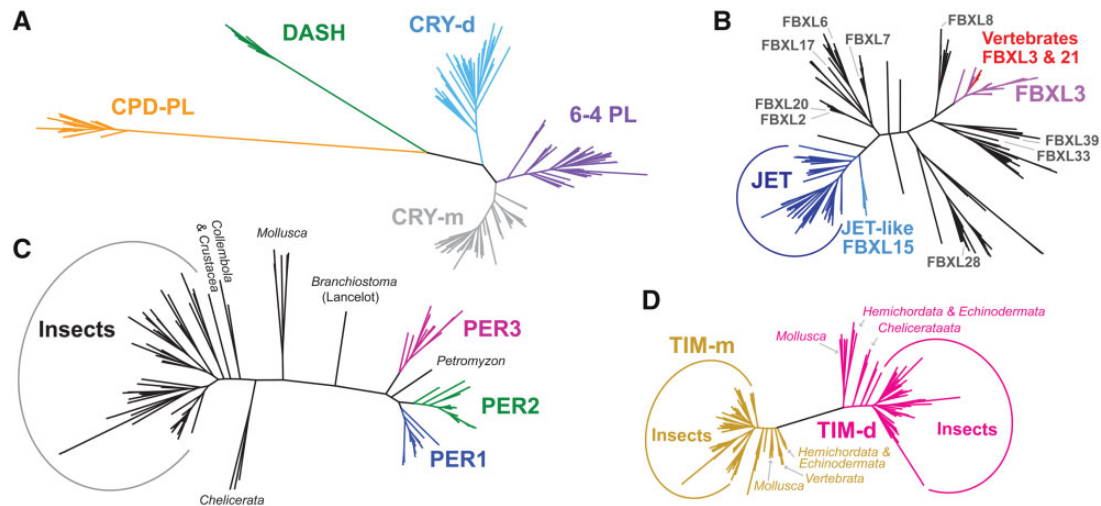 A
DASH
CRY-d
CPD-PL
6-4 PL
CRY-m
B
FBXL6
FBXL8
FBXL17
FBXL7
Vertebrates
FBXL3 & 21
FBXL3
FBXL20
FBXL2
FBXL39
FBXL33
JET
JET-like
FBXL15
FBXL28
C
Collembola
& Crustacea
Mollusca
Branchiostoma
(Lancelot)
Insects
PER3
Petromyzon
PER2
PER1
Chelicerata
D
Hemichordata & Echinodermata
Mollusca
Chelicerataata
TIM-m
TIM-d
Insects
Insects
Hemichordata &
Echinodermata
Mollusca
Vertebrata